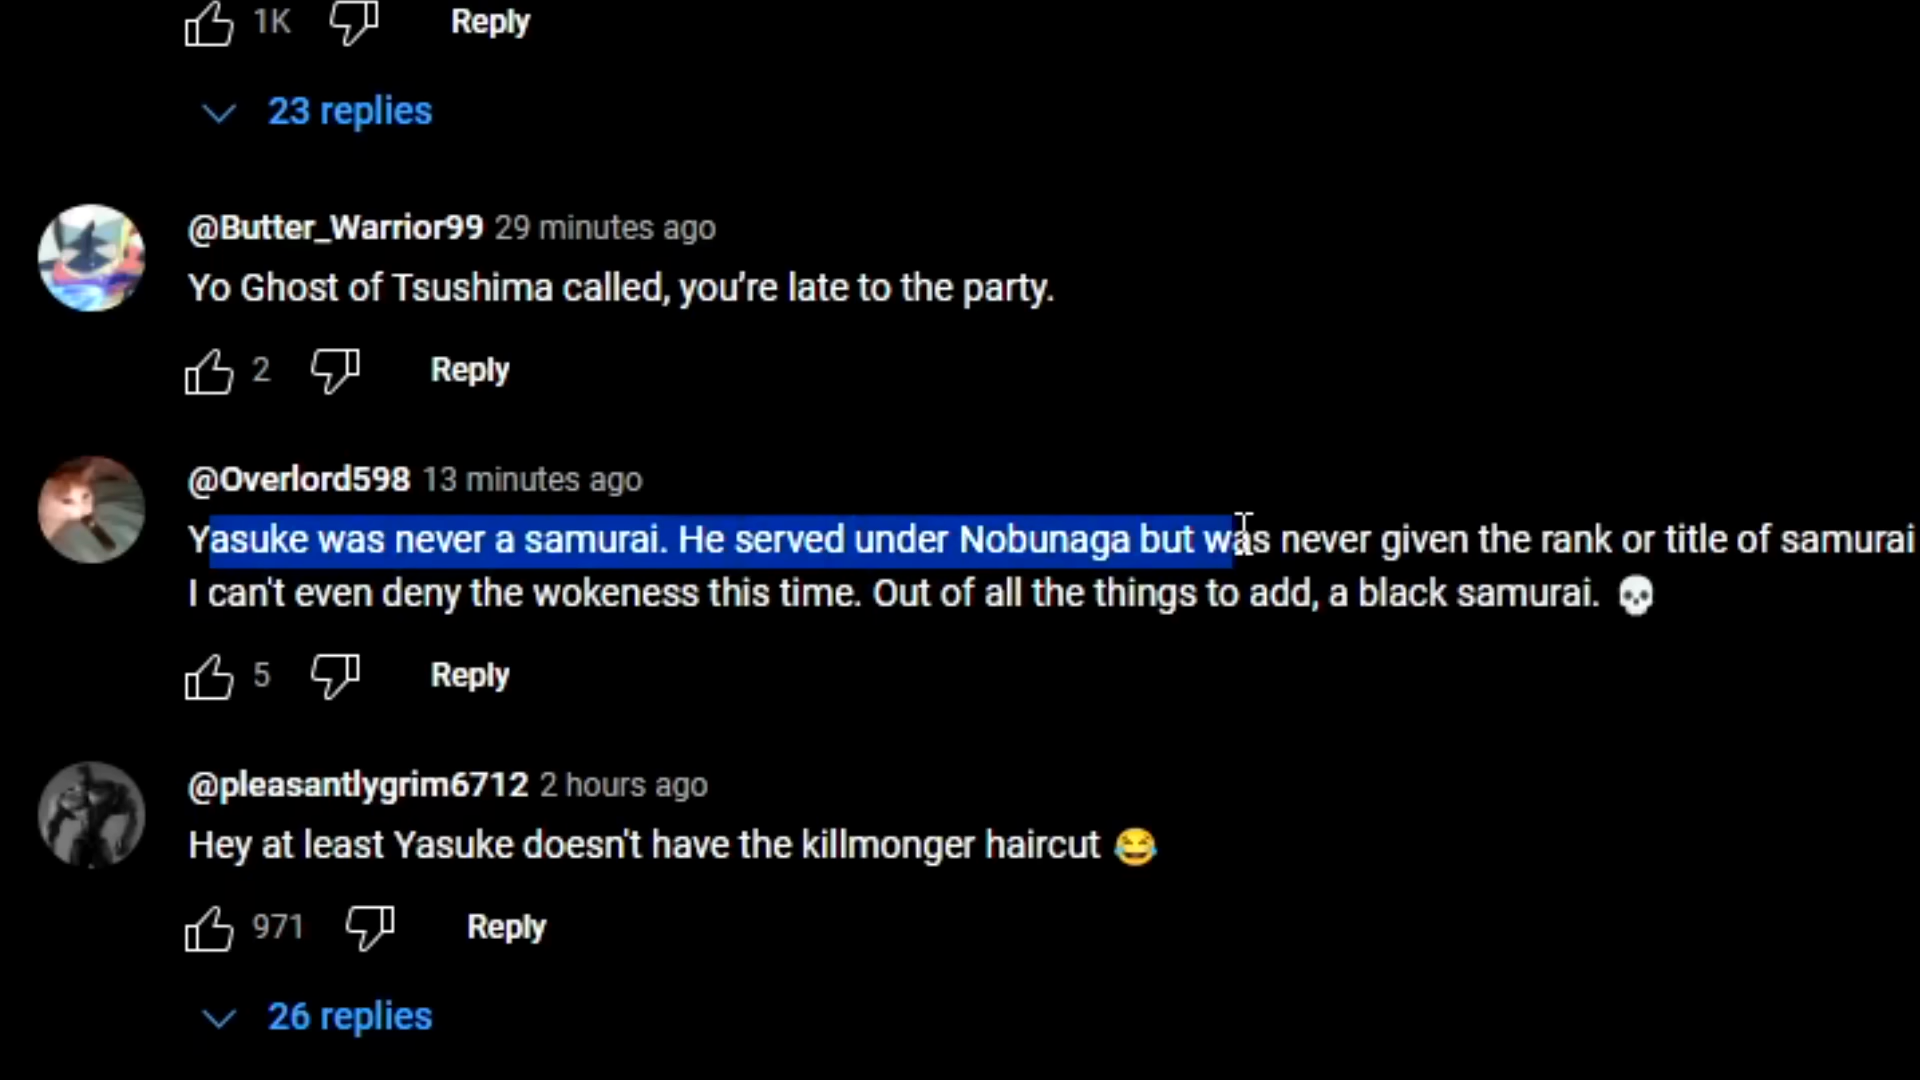 1K Reply
23 replies
@Butter_Warrior99 29 minutes ago
Yo Ghost of Tsushima called, you’re late to the party.
2 Reply
@Overlord598 13 minutes ago
Yasuke was never a samurai. He served under Nobunaga but was never given the rank or title of samurai
I can't even deny the wokeness this time. Out of all the things to add, a black samurai. 💀
5 Reply
@pleasantlygrim6712 2 hours ago
Hey at least Yasuke doesn't have the killmonger haircut 😂
971 Reply
26 replies